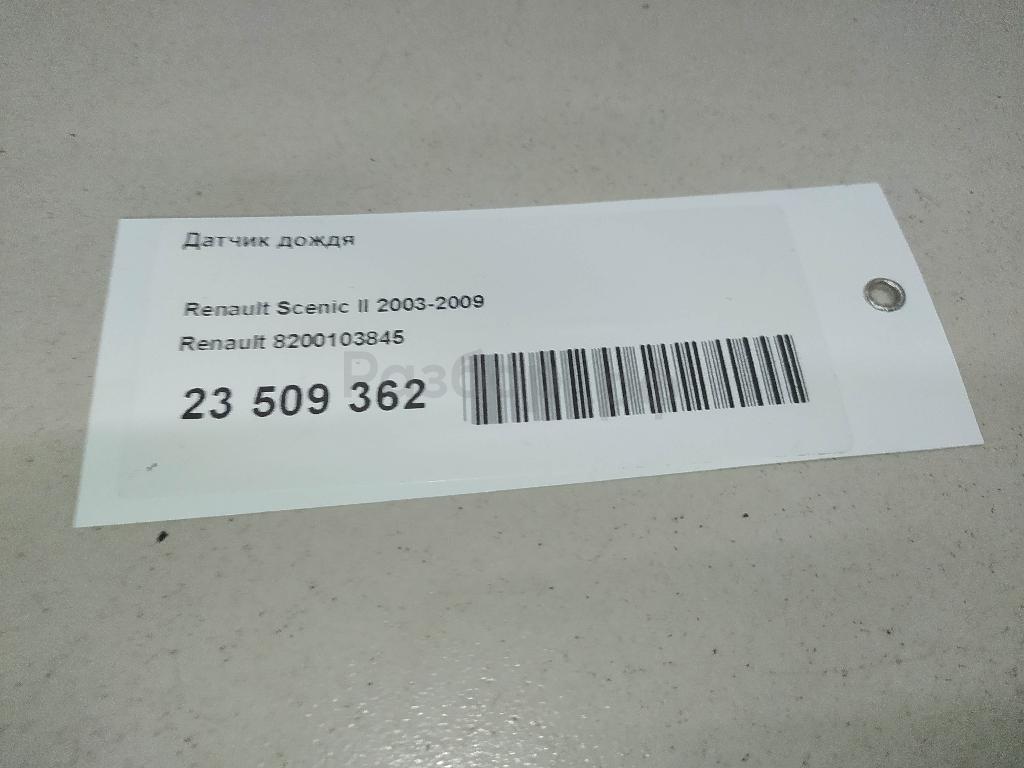 Датчик дождя
Renault Scenic II 2003-2009
Renault 8200103845
23 509 362